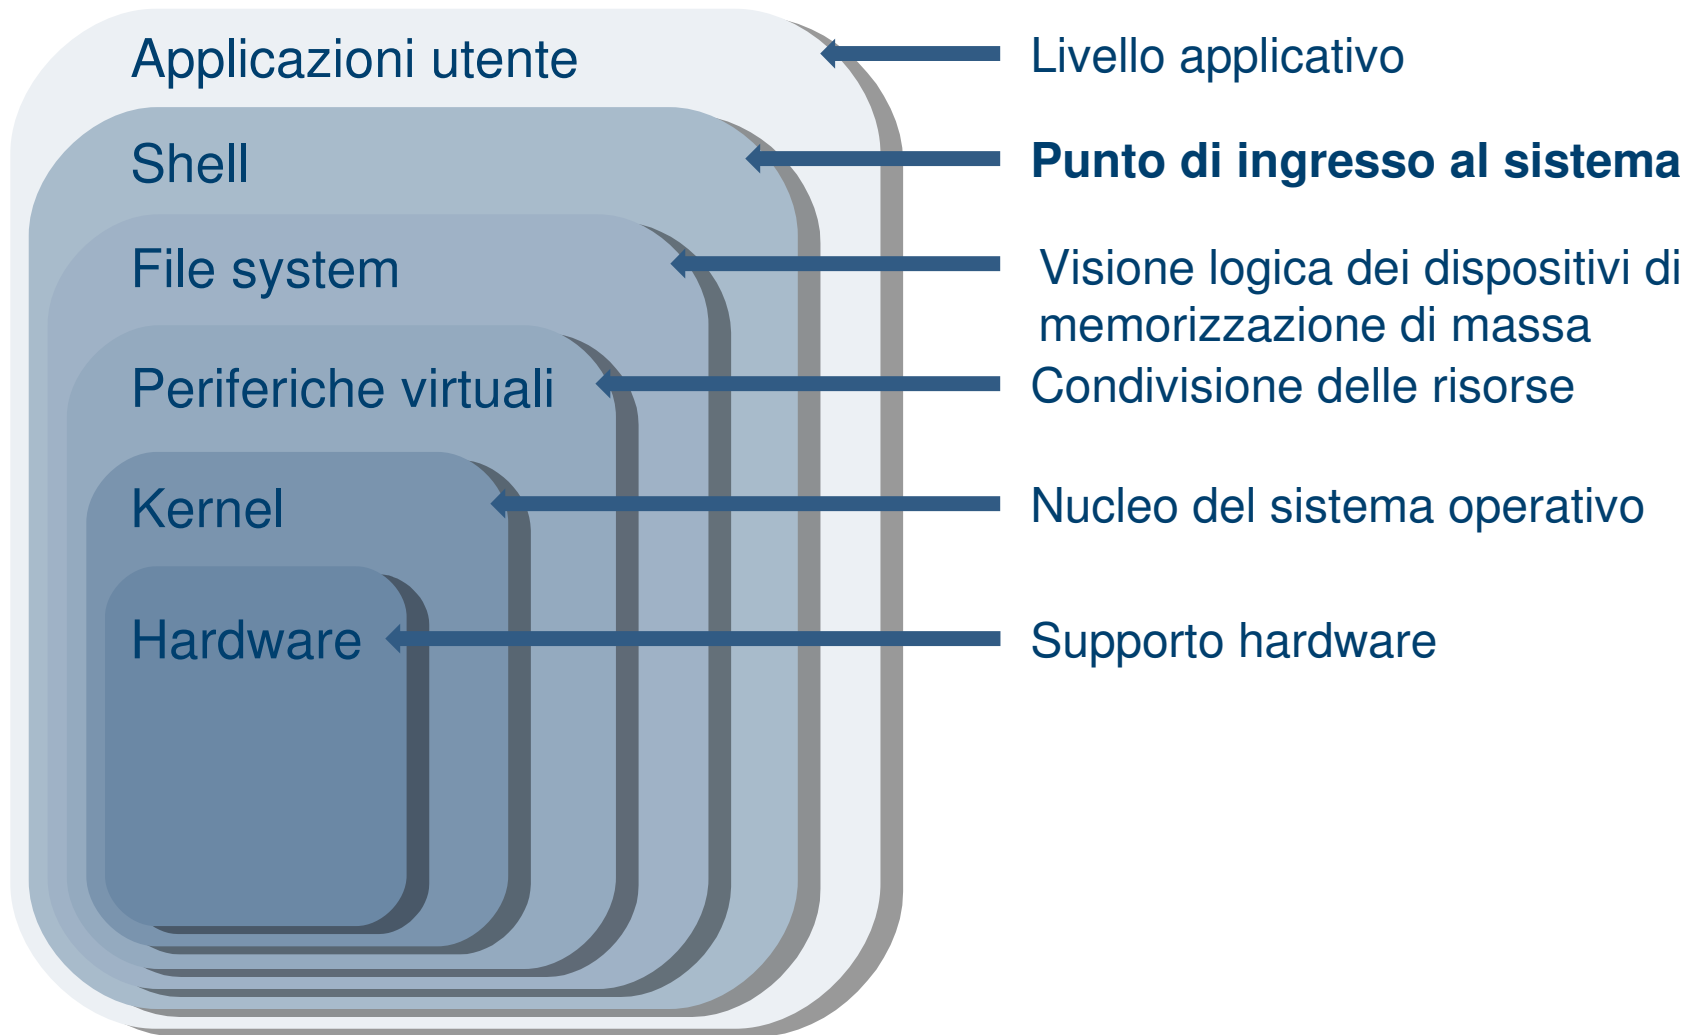 Applicazioni utente
Livello applicativo
Shell
Punto di ingresso al sistema
File system
Visione logica dei dispositivi di
memorizzazione di massa
Periferiche virtuali
Condivisione delle risorse
Kernel
Nucleo del sistema operativo
Hardware
Supporto hardware